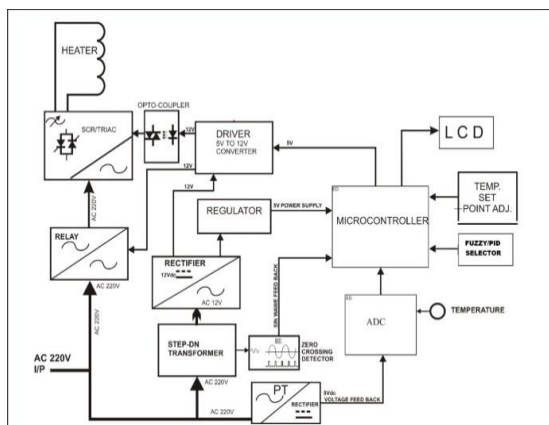 HEATER
OPTO-COUPLER
SCR/TRIAC
12V
DRIVER
5V TO 12V
CONVERTER
5V
LCD
12V
12V
TEMP.
SET
POINT ADJ.
AC 220V
REGULATOR
5V POWER SUPPLY
MICROCONTROLLER
FUZZY/PID
SELECTOR
RELAY
AC 220V
RECTIFIER
12Vdc
AC 12V
SIN WAWE FEED BACK
AC 220V
ADC
TEMPERATURE
STEP-DN
TRANSFORMER
ZERO
CROSSING
DETECTOR
AC 220V
I/P
AC 220V
AC 220V
PT
RECTIFIER
5Vdc
VOLTAGE FEED BACK